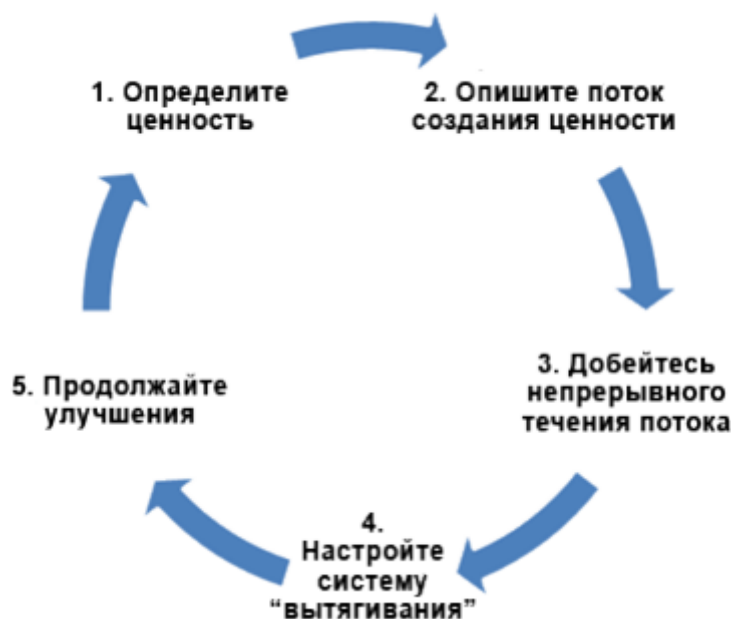 1. Определите
ценность
2. Опишите поток
создания ценности
3. Добейтесь
непрерывного
течения потока
4.
Настройте
систему
“вытягивания”
5. Продолжайте
улучшения